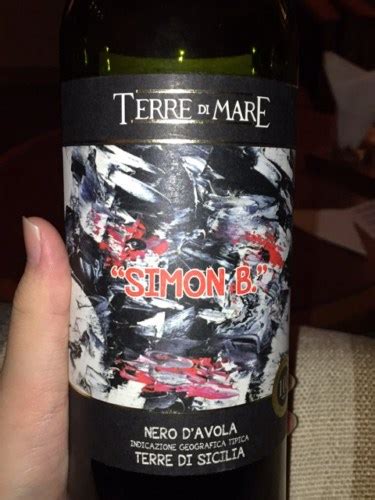 TERRE DI MARE
"SIMON .B."
NERO D'AVOLA
INDICAZIONE GEOGRAFICA TIPICA
TERRE DI SICILIA